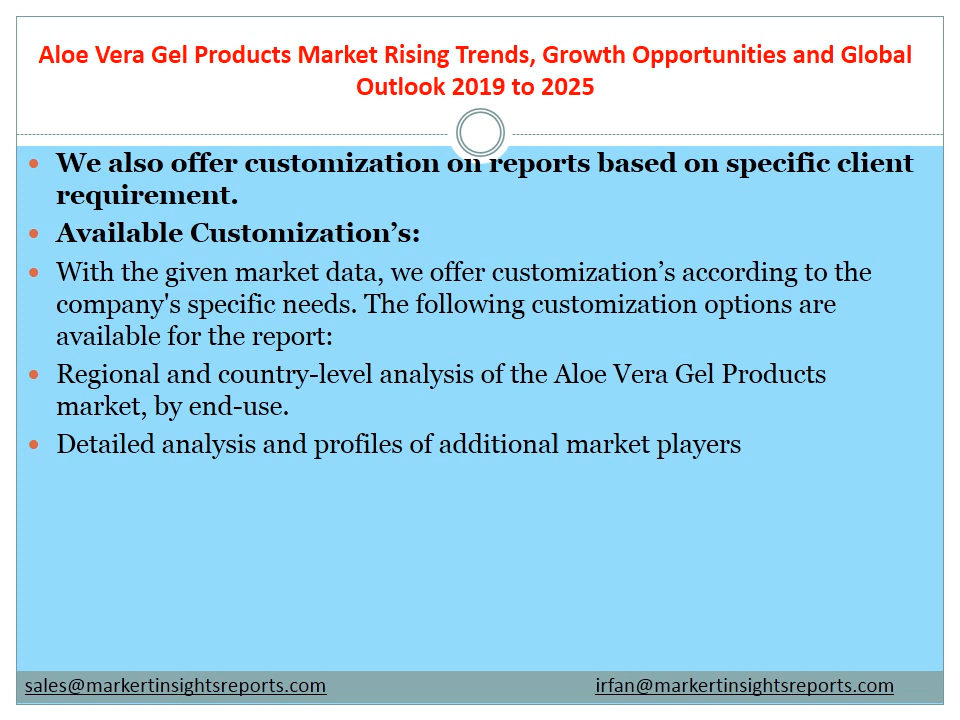 Aloe Vera Gel Products Market Rising Trends, Growth Opportunities and Global
Outlook 2019 to 2025
We also offer customization on reports based on specific client
requirement.
Available Customization’s:
With the given market data, we offer customization’s according to the
company's specific needs. The following customization options are
available for the report:
Regional and country-level analysis of the Aloe Vera Gel Products
market, by end-use.
Detailed analysis and profiles of additional market players
sales@markertinsightsreports.com irfan@markertinsightsreports.com